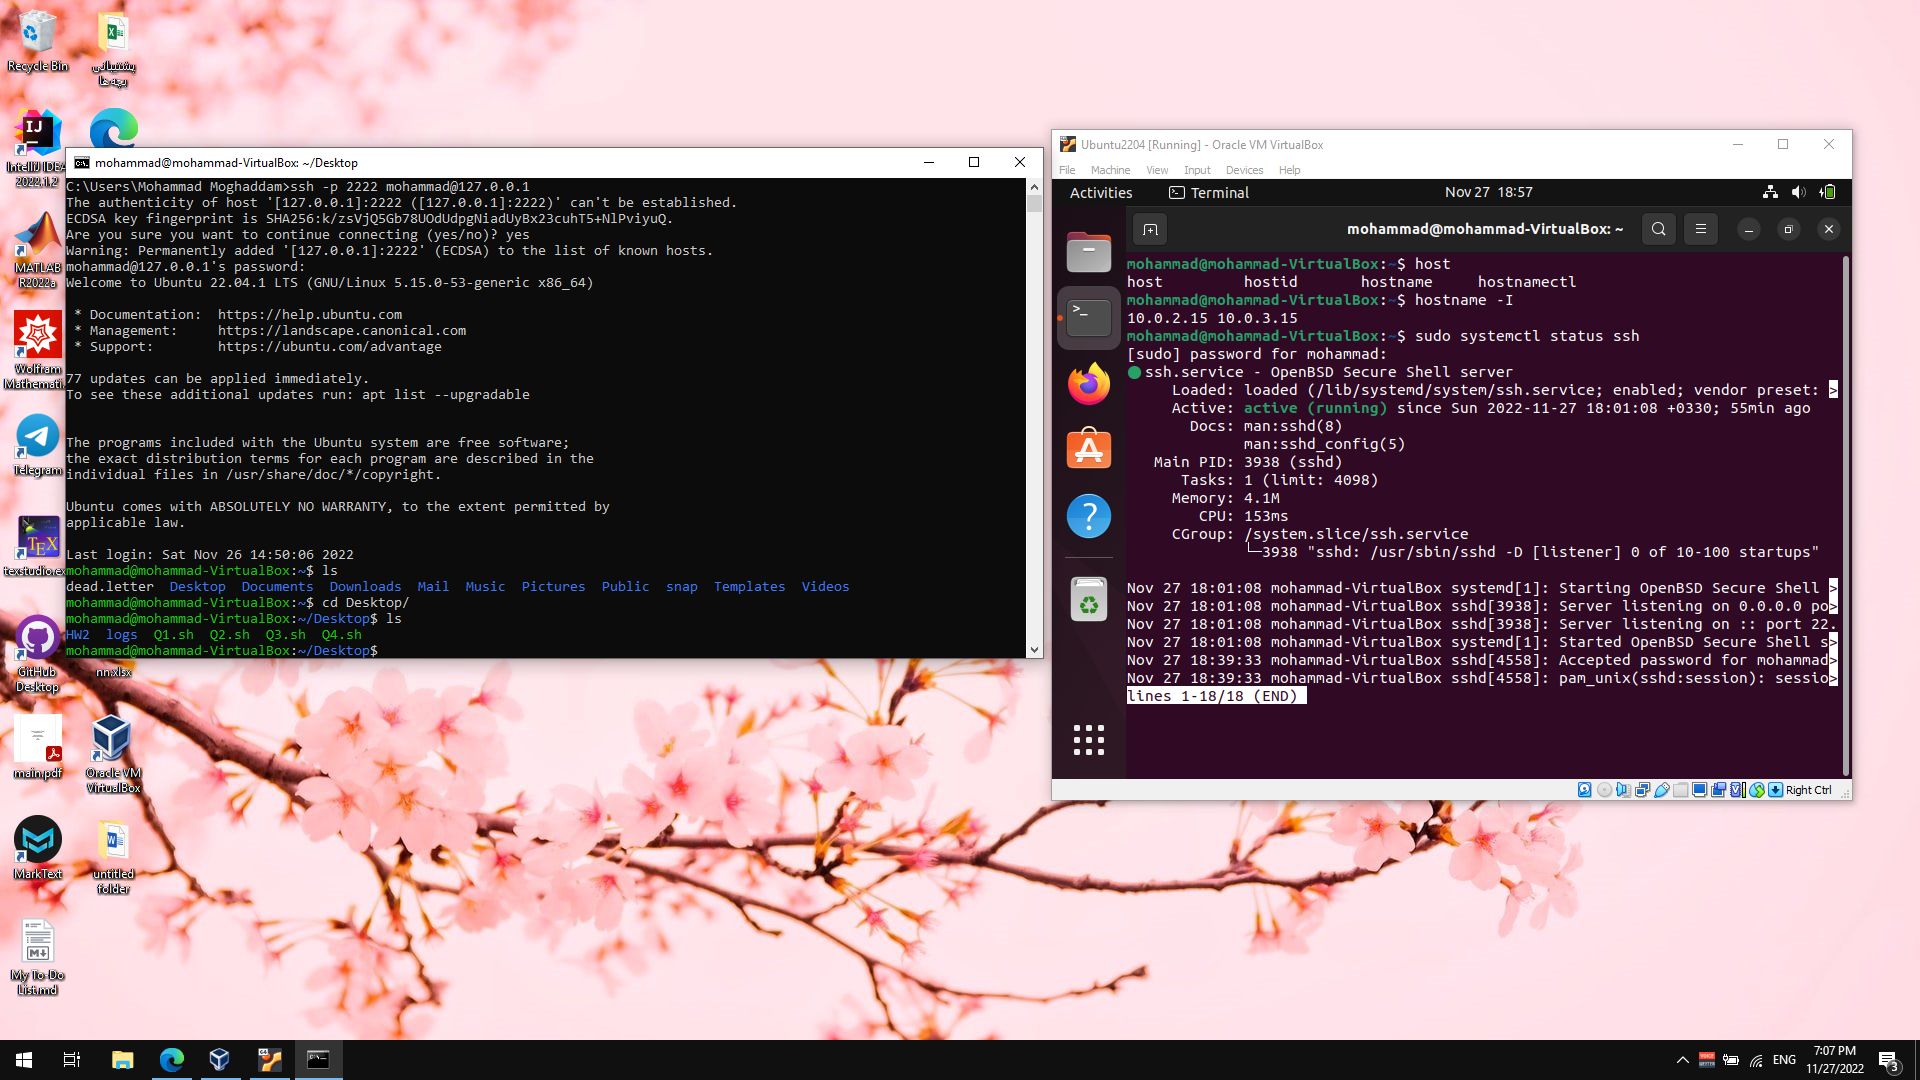 Recycle Bin
پشتیبانی
بچه ها
IntelliJ IDEA
2022.1.2
MATLAB
R2022a
Wolfram
Mathemati
Telegram
texstudio.ex
GitHub
Desktop
nn.xlsx
main.pdf
Oracle VM
VirtualBox
MarkText
untitled
folder
My To-Do
List.md
mohammad@mohammad-VirtualBox: ~/Desktop
C:\Users\Mohammad Moghaddam>ssh -p 2222 mohammad@127.0.0.1
The authenticity of host '[127.0.0.1]:2222 ([127.0.0.1]:2222)' can't be established.
ECDSA key fingerprint is SHA256:k/zsVjQ5Gb78UOdUdpgNiadUyBx23cuhT5+NlPviyuQ.
Are you sure you want to continue connecting (yes/no)? yes
Warning: Permanently added '[127.0.0.1]:2222' (ECDSA) to the list of known hosts.
mohammad@127.0.0.1's password:
Welcome to Ubuntu 22.04.1 LTS (GNU/Linux 5.15.0-53-generic x86_64)
* Documentation:  https://help.ubuntu.com
* Management:     https://landscape.canonical.com
* Support:        https://ubuntu.com/advantage
77 updates can be applied immediately.
To see these additional updates run: apt list --upgradable
The programs included with the Ubuntu system are free software;
the exact distribution terms for each program are described in the
individual files in /usr/share/doc/*/copyright.
Ubuntu comes with ABSOLUTELY NO WARRANTY, to the extent permitted by
applicable law.
Last login: Sat Nov 26 14:50:06 2022
mohammad@mohammad-VirtualBox:~$ ls
dead.letter  Desktop  Documents  Downloads  Mail  Music  Pictures  Public  snap  Templates  Videos
mohammad@mohammad-VirtualBox:~$ cd Desktop/
mohammad@mohammad-VirtualBox:~/Desktop$ ls
HW2  logs  Q1.sh  Q2.sh  Q3.sh  Q4.sh
mohammad@mohammad-VirtualBox:~/Desktop$
Ubuntu2204 [Running] - Oracle VM VirtualBox
File Machine View Input Devices Help
Activities Terminal Nov 27 18:57
mohammad@mohammad-VirtualBox: ~
mohammad@mohammad-VirtualBox:~$ host
host         hostid       hostname     hostnamectl
mohammad@mohammad-VirtualBox:~$ hostname -I
10.0.2.15 10.0.3.15
mohammad@mohammad-VirtualBox:~$ sudo systemctl status ssh
[sudo] password for mohammad:
● ssh.service - OpenBSD Secure Shell server
Loaded: loaded (/lib/systemd/system/ssh.service; enabled; vendor preset: >
Active: active (running) since Sun 2022-11-27 18:01:08 +0330; 55min ago
Docs: man:sshd(8)
man:sshd_config(5)
Main PID: 3938 (sshd)
Tasks: 1 (limit: 4098)
Memory: 4.1M
CPU: 153ms
CGroup: /system.slice/ssh.service
└─3938 "sshd: /usr/sbin/sshd -D [listener] 0 of 10-100 startups"
Nov 27 18:01:08 mohammad-VirtualBox systemd[1]: Starting OpenBSD Secure Shell >
Nov 27 18:01:08 mohammad-VirtualBox sshd[3938]: Server listening on 0.0.0.0 po>
Nov 27 18:01:08 mohammad-VirtualBox sshd[3938]: Server listening on :: port 22.
Nov 27 18:01:08 mohammad-VirtualBox systemd[1]: Started OpenBSD Secure Shell s>
Nov 27 18:39:33 mohammad-VirtualBox sshd[4558]: Accepted password for mohammad>
Nov 27 18:39:33 mohammad-VirtualBox sshd[4558]: pam_unix(sshd:session): sessio>
lines 1-18/18 (END)
Right Ctrl
ENG
7:07 PM
11/27/2022
3